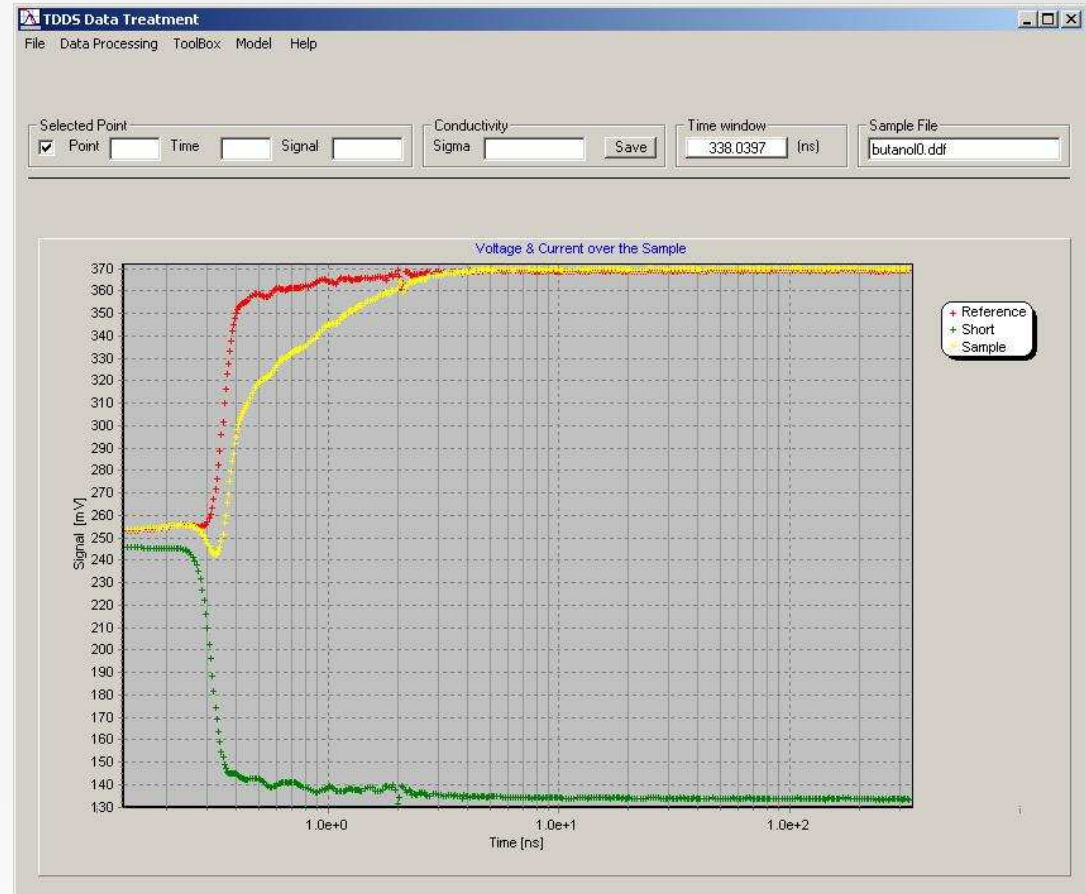 TDDS Data Treatment
File Data Processing ToolBox Model Help
Selected Point
Point Time Signal
Conductivity
Sigma Save
Time window
338.0397 (ns)
Sample File
butanol0.ddf
Voltage & Current over the Sample
370
360
350
340
330
320
310
300
290
280
270
260
250
240
230
220
210
200
190
180
170
160
150
140
130
Signal [mV]
1.0e+0 1.0e+1 1.0e+2
Time [ns]
+ Reference
+ Short
+ Sample